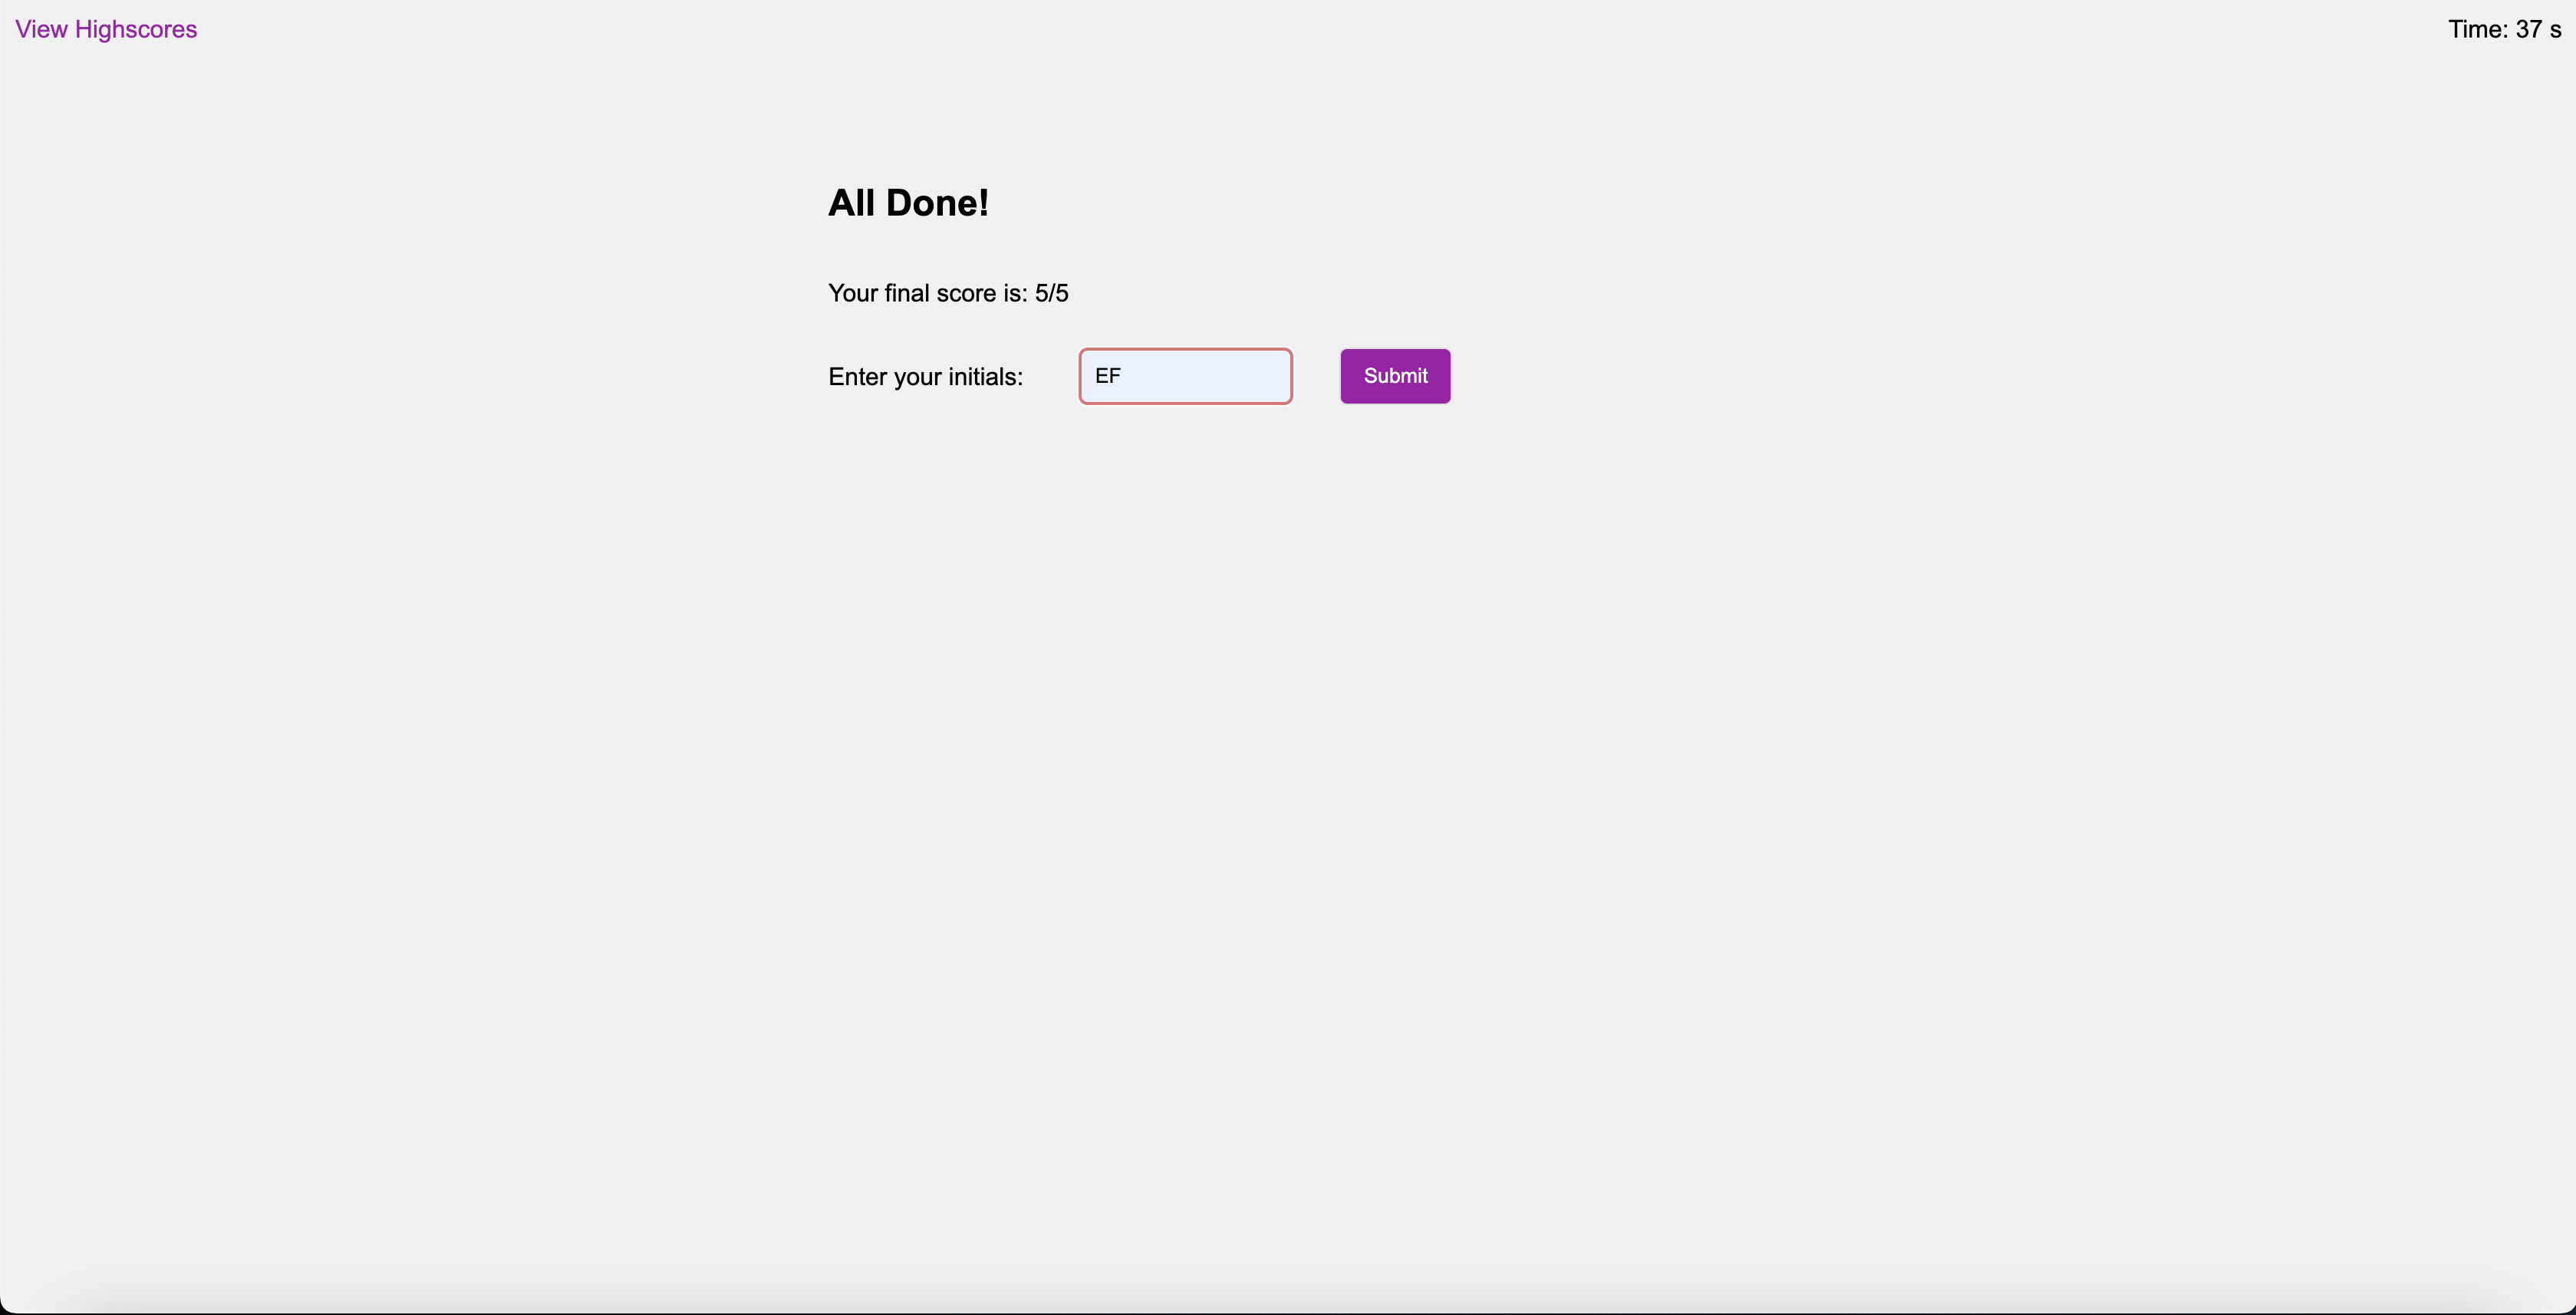 View Highscores
Time: 37 s
All Done!
Your final score is: 5/5
Enter your initials:
EF
Submit